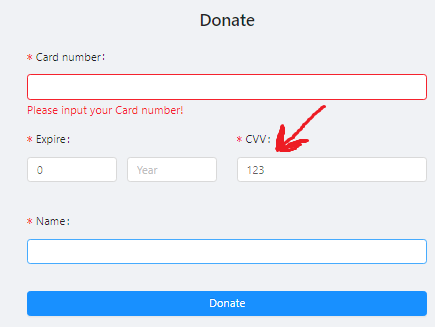 Donate
* Card number:
Please input your Card number!
* Expire: * CVV:
0 Year 123
* Name:
Donate